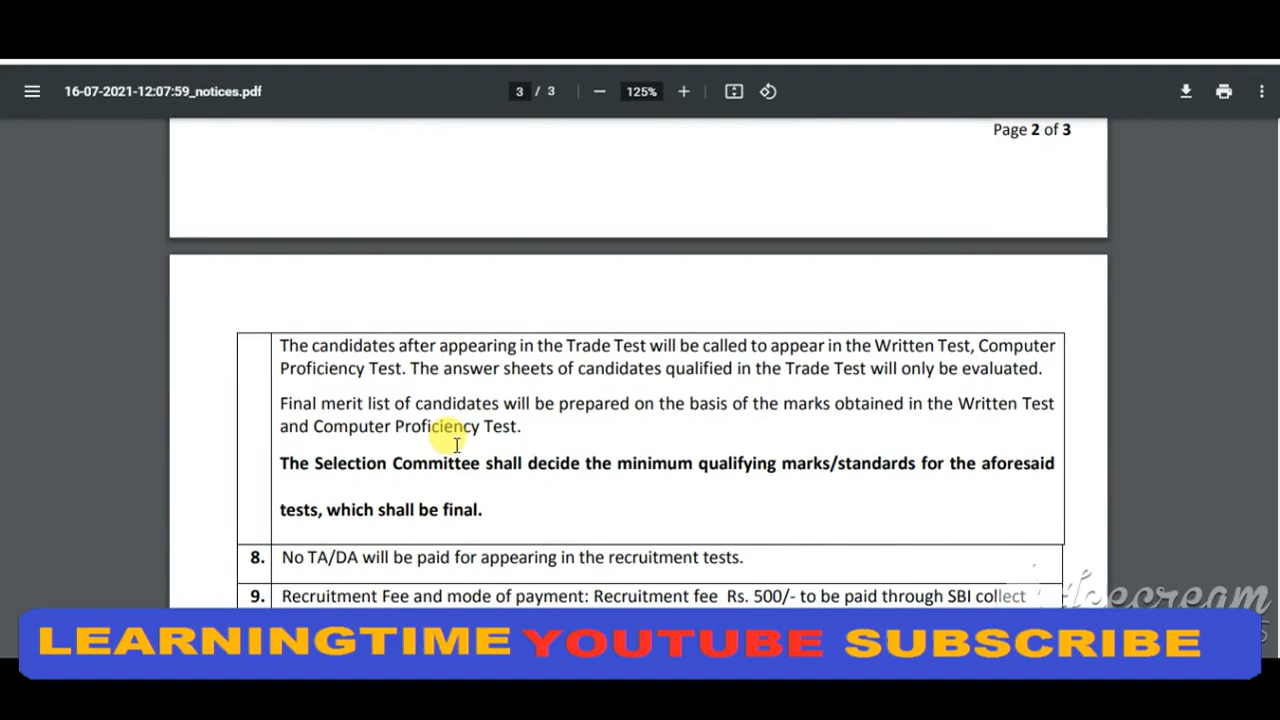 16-07-2021-12:07:59_notices.pdf
3 / 3
125%
Page 2 of 3
The candidates after appearing in the Trade Test will be called to appear in the Written Test, Computer
Proficiency Test. The answer sheets of candidates qualified in the Trade Test will only be evaluated.
Final merit list of candidates will be prepared on the basis of the marks obtained in the Written Test
and Computer Proficiency Test.
The Selection Committee shall decide the minimum qualifying marks/standards for the aforesaid
tests, which shall be final.
8. No TA/DA will be paid for appearing in the recruitment tests.
9. Recruitment Fee and mode of payment: Recruitment fee Rs. 500/- to be paid through SBI collect
Icecream
LEARNINGTIME YOUTUBE SUBSCRIBE